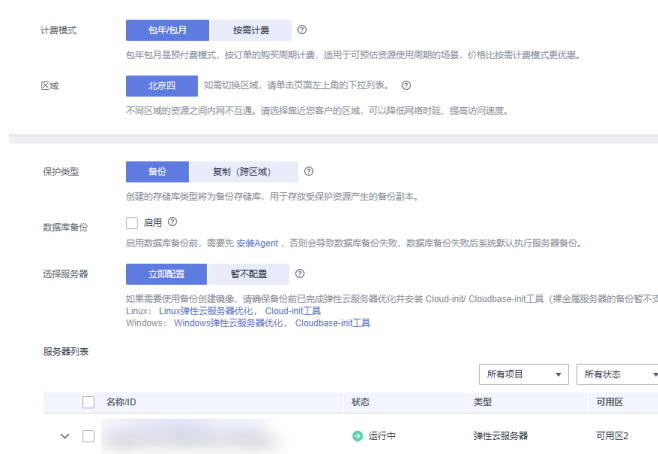 计费模式 包年/包月 按需计费
包年包月是预付费模式，按订单的购买周期计费，适用于可预估资源使用周期的场景，价格比按需计费模式更优惠。
区域 北京四 如需切换区域，请单击页面左上角的下拉列表。
不同区域的资源之间内网不互通。请选择靠近您客户的区域，可以降低网络时延、提高访问速度。
保护类型 备份 复制（跨区域）
创建的存储库类型将为备份存储库，用于存放受保护资源产生的备份副本。
数据库备份 启用
启用数据库备份前，需要先 安装Agent ，否则会导致数据库备份失败，数据库备份失败后系统默认执行服务器备份。
选择服务器 立即配置 暂不配置
如果需要使用备份创建镜像，请确保备份前已完成弹性云服务器优化并安装 Cloud-init/ Cloudbase-init工具（裸金属服务器的备份暂不支
Linux： Linux弹性云服务器优化， Cloud-init工具
Windows： Windows弹性云服务器优化， Cloudbase-init工具
服务器列表
所有项目 所有状态
名称/ID 状态 类型 可用区
运行中 弹性云服务器 可用区2